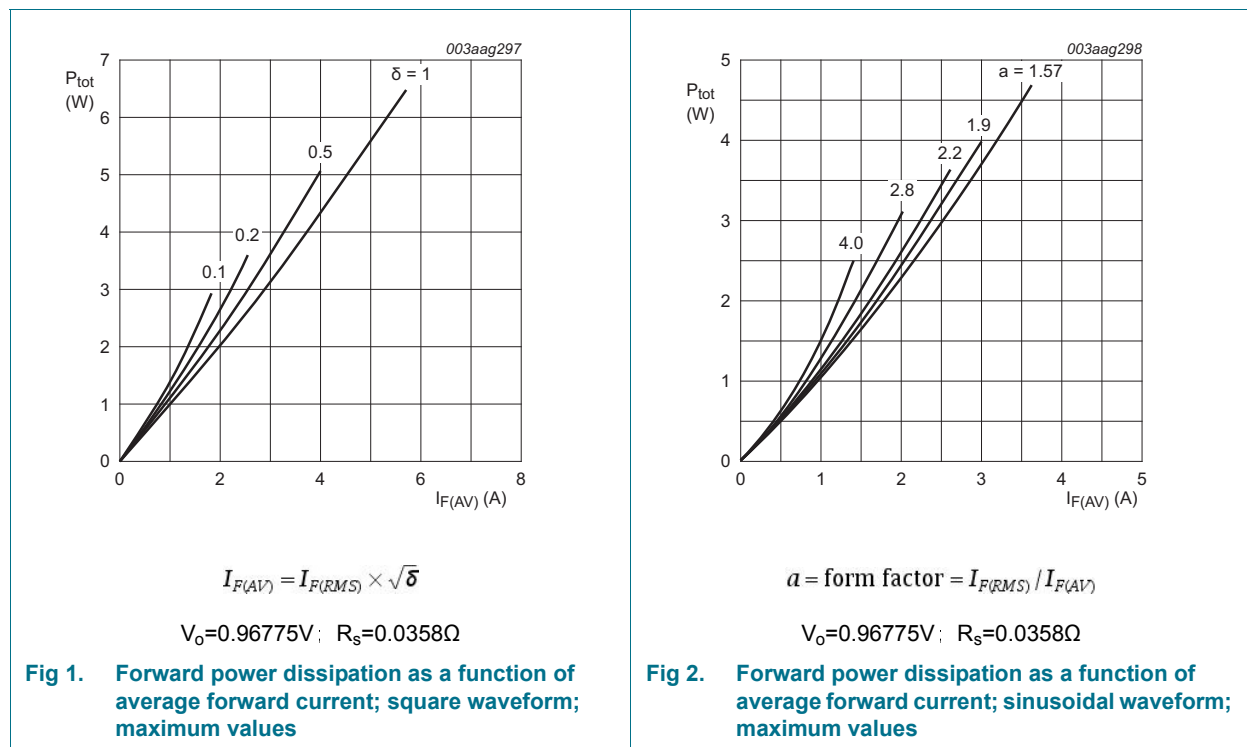 003aag297
7
6
5
4
3
2
1
0
Ptot
(W)
δ = 1
0.5
0.2
0.1
0
2
4
6
8
IF(AV) (A)
IF(AV) = IF(RMS) × √δ
Vo=0.96775V; Rs=0.0358Ω
Fig 1. Forward power dissipation as a function of
average forward current; square waveform;
maximum values
003aag298
5
4
3
2
1
0
Ptot
(W)
a = 1.57
1.9
2.2
2.8
4.0
0
1
2
3
4
5
IF(AV) (A)
a = form factor = IF(RMS) / IF(AV)
Vo=0.96775V; Rs=0.0358Ω
Fig 2. Forward power dissipation as a function of
average forward current; sinusoidal waveform;
maximum values